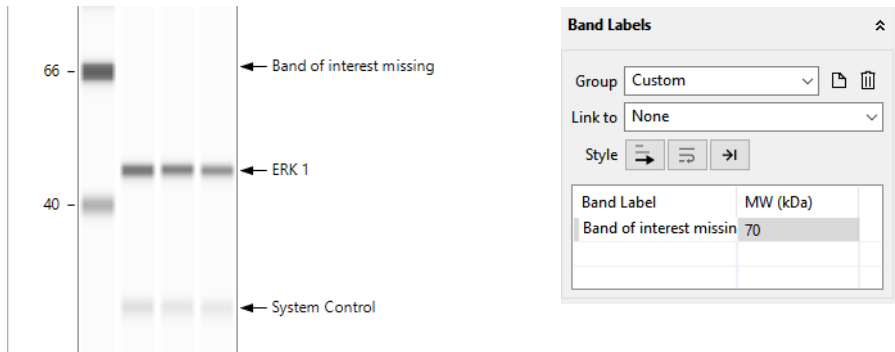 66
Band of interest missing
ERK 1
40
System Control
Band Labels
Group Custom
Link to None
Style
Band Label MW (kDa)
Band of interest missin 70